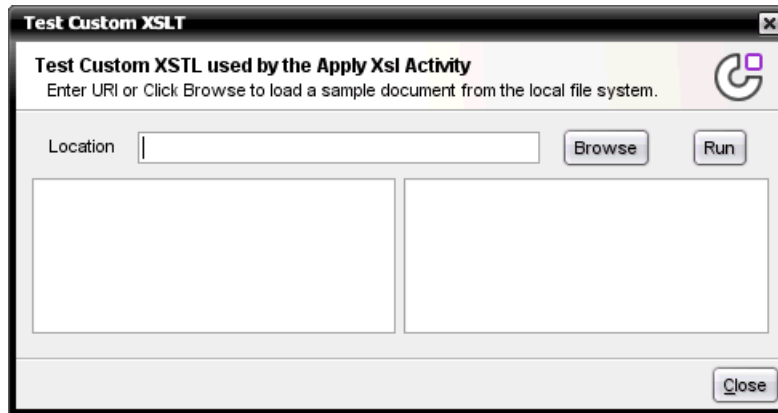 Test Custom XSLT
Test Custom XSTL used by the Apply Xsl Activity
Enter URI or Click Browse to load a sample document from the local file system.
Location Browse Run
Close